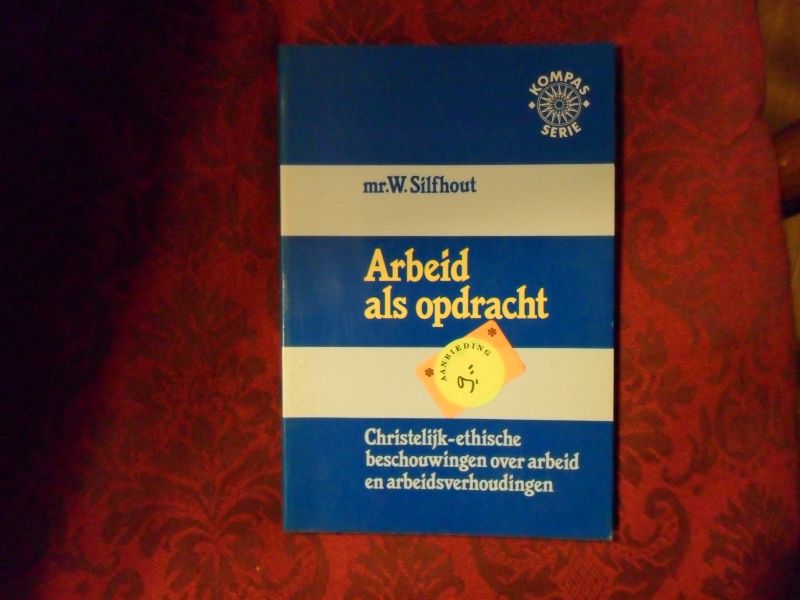 KOMPAS
SERIE
mr. W. Silfhout
Arbeid
als opdracht
AANBIEDING
9.-
Christelijk-ethische
beschouwingen over arbeid
en arbeidsverhoudingen